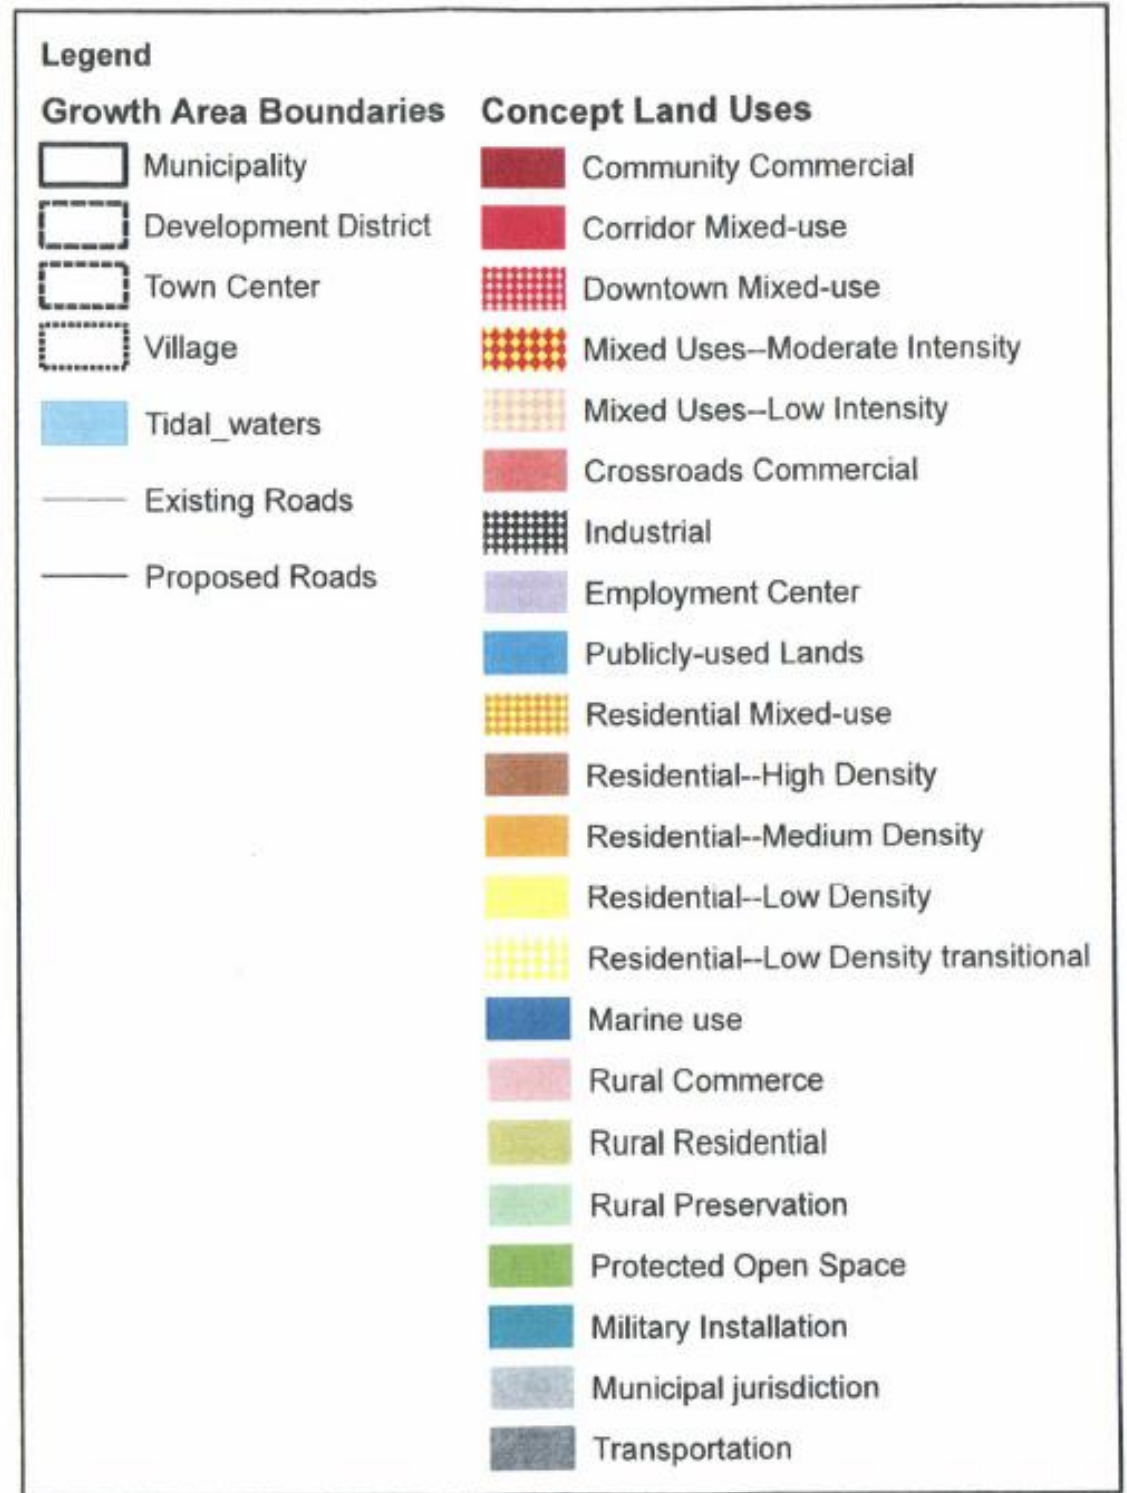 Legend
Growth Area Boundaries
Municipality
Development District
Town Center
Village
Tidal_waters
Existing Roads
Proposed Roads
Concept Land Uses
Community Commercial
Corridor Mixed-use
Downtown Mixed-use
Mixed Uses--Moderate Intensity
Mixed Uses--Low Intensity
Crossroads Commercial
Industrial
Employment Center
Publicly-used Lands
Residential Mixed-use
Residential--High Density
Residential--Medium Density
Residential--Low Density
Residential--Low Density transitional
Marine use
Rural Commerce
Rural Residential
Rural Preservation
Protected Open Space
Military Installation
Municipal jurisdiction
Transportation